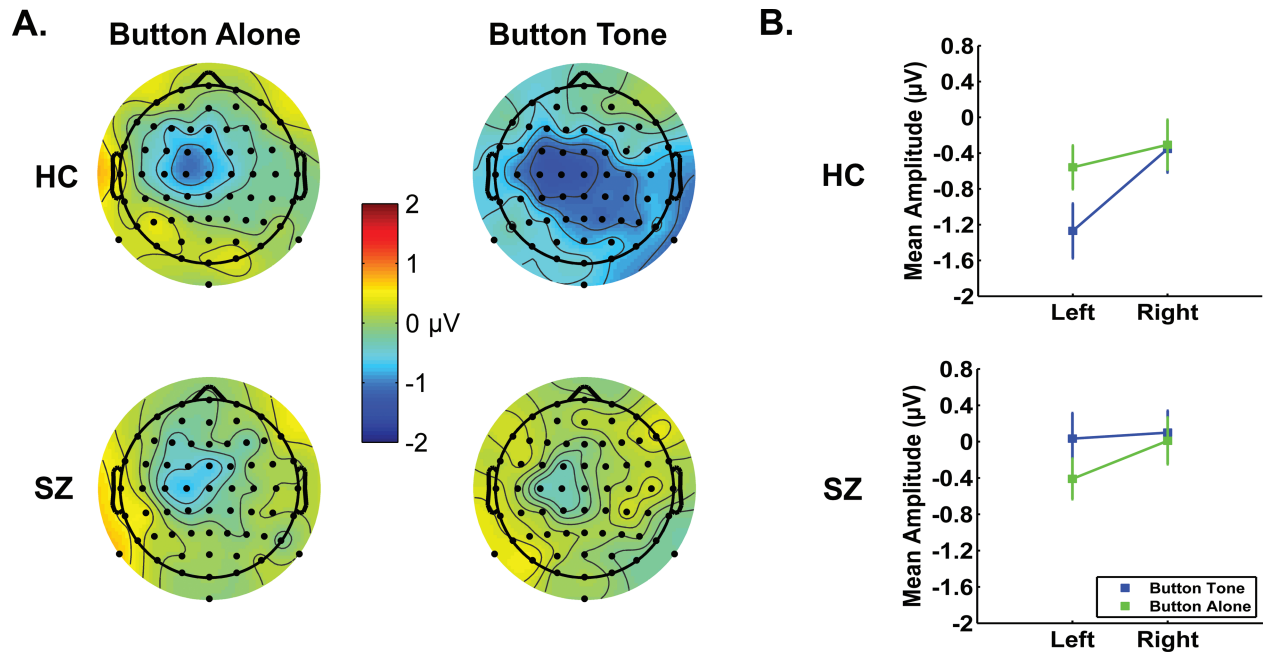 A.
Button Alone
Button Tone
HC
2
1
0 µV
-1
-2
SZ
B.
HC
Mean Amplitude (µV)
0.8
0.4
0
-0.4
-0.8
-1.2
-1.6
-2
Left Right
SZ
Mean Amplitude (µV)
0.8
0.4
0
-0.4
-0.8
-1.2
-1.6
-2
Button Tone
Button Alone
Left Right